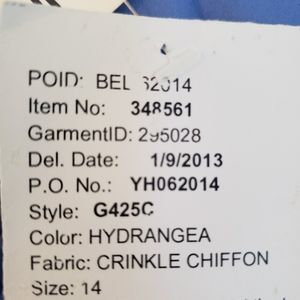 POID: BEL 62014
Item No: 348561
GarmentID: 295028
Del. Date: 1/9/2013
P.O. No.: YH062014
Style: G425C
Color: HYDRANGEA
Fabric: CRINKLE CHIFFON
Size: 14